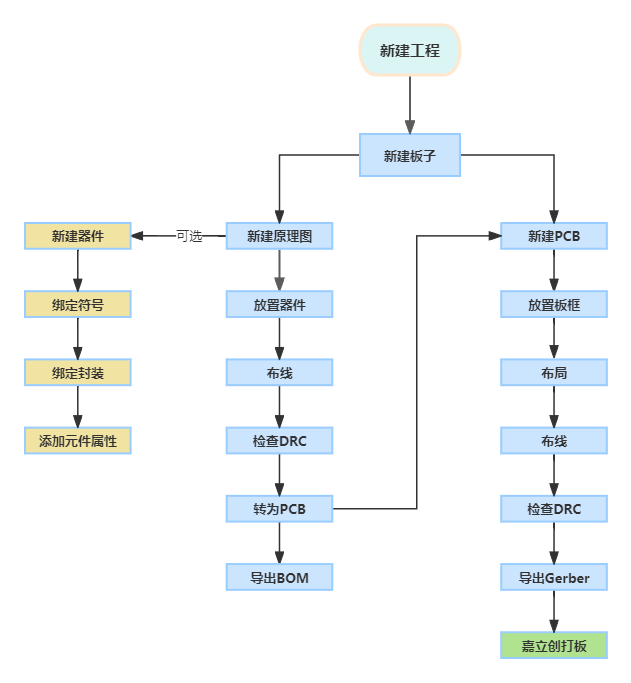 新建工程
新建板子
新建器件
可选
新建原理图
新建PCB
绑定符号
放置器件
放置板框
绑定封装
布线
布局
添加元件属性
检查DRC
布线
转为PCB
检查DRC
导出BOM
导出Gerber
嘉立创打板